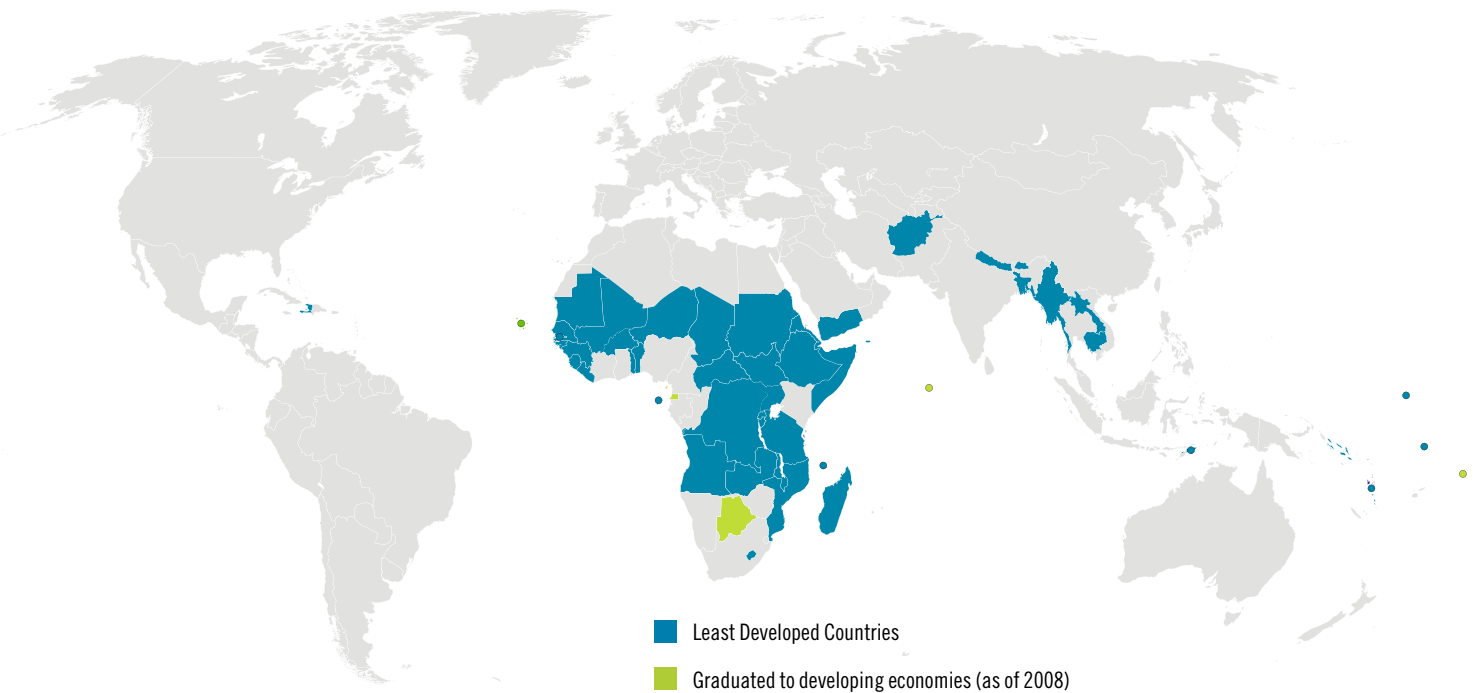 Least Developed Countries
Graduated to developing economies (as of 2008)